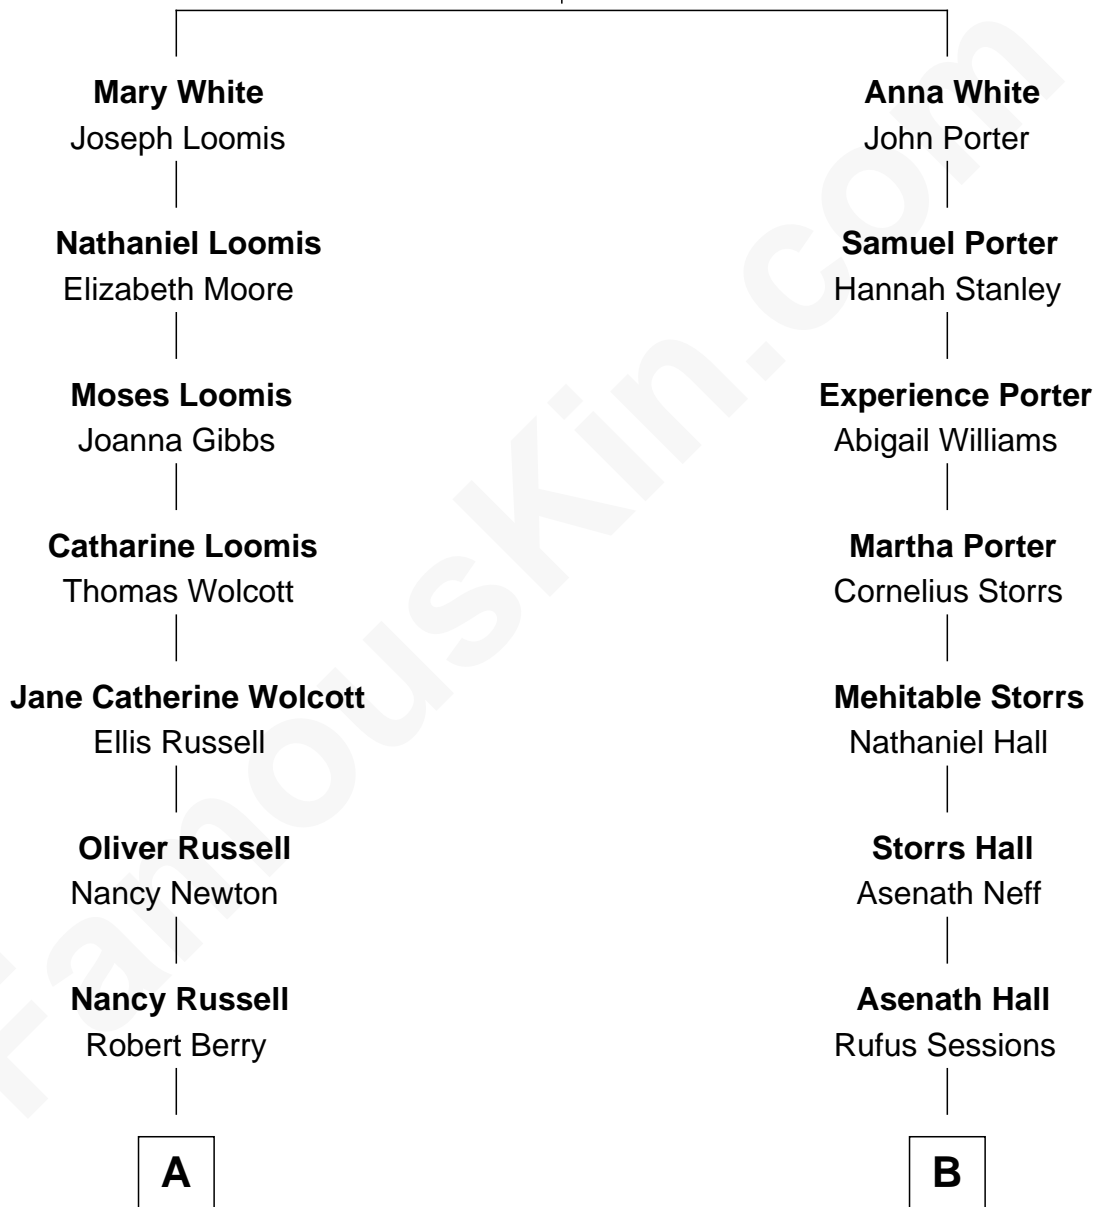 Mary White
Joseph Loomis
Anna White
John Porter
Nathaniel Loomis
Elizabeth Moore
Samuel Porter
Hannah Stanley
Moses Loomis
Joanna Gibbs
Experience Porter
Abigail Williams
Catharine Loomis
Thomas Wolcott
Martha Porter
Cornelius Storrs
Jane Catherine Wolcott
Ellis Russell
Mehitable Storrs
Nathaniel Hall
Oliver Russell
Nancy Newton
Storrs Hall
Asenath Neff
Nancy Russell
Robert Berry
Asenath Hall
Rufus Sessions
A
B
FamousKin.com